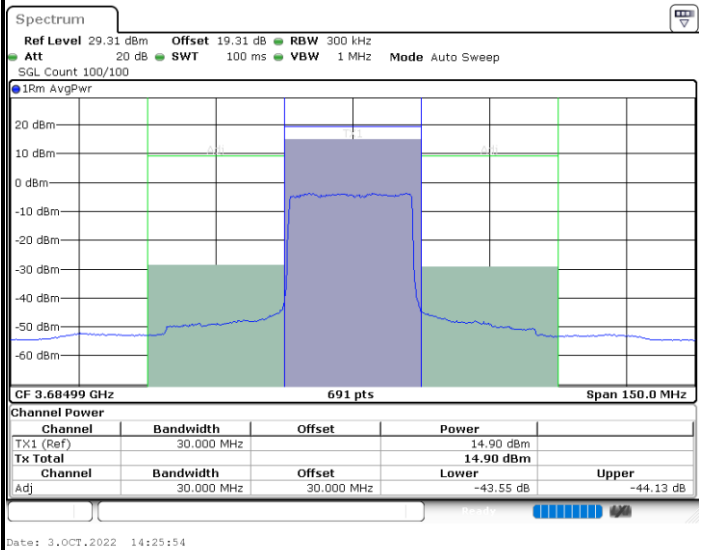 Spectrum
Ref Level 29.31 dBm Offset 19.31 dB RBW 300 kHz
Att 20 dB SWT 100 ms VBW 1 MHz Mode Auto Sweep
SGL Count 100/100
1Rm AvgPwr
20 dBm
TX1
10 dBm
Adj
Adj
0 dBm
-10 dBm
-20 dBm
-30 dBm
-40 dBm
-50 dBm
-60 dBm
CF 3.68499 GHz 691 pts Span 150.0 MHz
Channel Power
Channel Bandwidth Offset Power
TX1 (Ref) 30.000 MHz 14.90 dBm
Tx Total 14.90 dBm
Channel Bandwidth Offset Lower Upper
Adj 30.000 MHz 30.000 MHz -43.55 dB -44.13 dB
Ready
Date: 3.OCT.2022 14:25:54